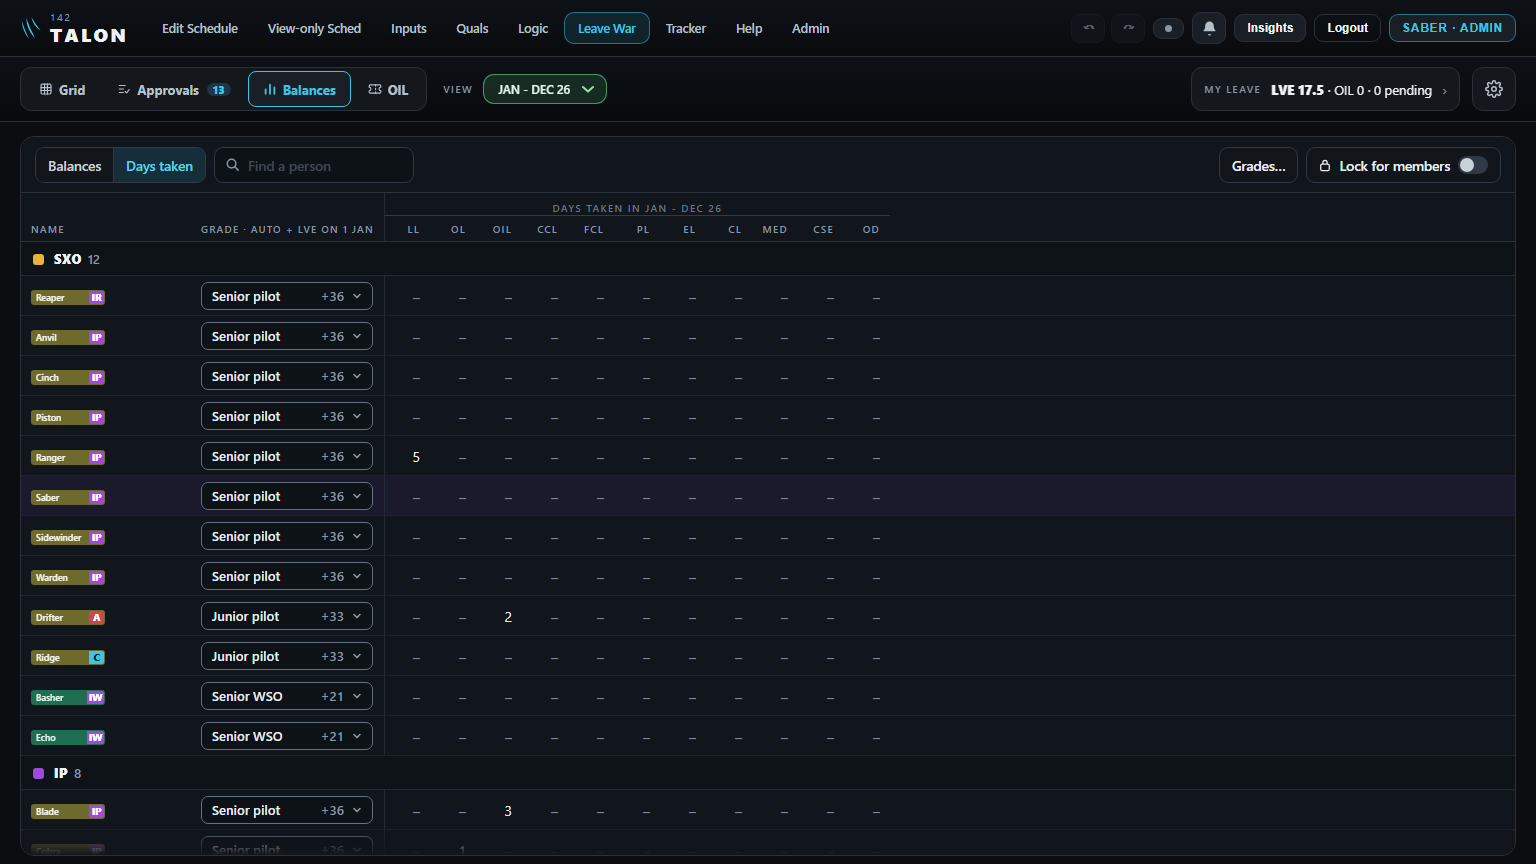 142
TALON
Edit Schedule View-only Sched Inputs Quals Logic Leave War Tracker Help Admin
Insights Logout SABER · ADMIN
Grid Approvals 13 Balances OIL VIEW JAN - DEC 26
MY LEAVE LVE 17.5 · OIL 0 · 0 pending ›
Balances Days taken Find a person
Grades... Lock for members
DAYS TAKEN IN JAN - DEC 26
NAME GRADE · AUTO + LVE ON 1 JAN LL OL OIL CCL FCL PL EL CL MED CSE OD
SXO 12
Reaper IR Senior pilot +36 – – – – – – – – – – –
Anvil IP Senior pilot +36 – – – – – – – – – – –
Cinch IP Senior pilot +36 – – – – – – – – – – –
Piston IP Senior pilot +36 – – – – – – – – – – –
Ranger IP Senior pilot +36 5 – – – – – – – – – –
Saber IP Senior pilot +36 – – – – – – – – – – –
Sidewinder IP Senior pilot +36 – – – – – – – – – – –
Warden IP Senior pilot +36 – – – – – – – – – – –
Drifter A Junior pilot +33 – – 2 – – – – – – – –
Ridge C Junior pilot +33 – – – – – – – – – – –
Basher IW Senior WSO +21 – – – – – – – – – – –
Echo IW Senior WSO +21 – – – – – – – – – – –
IP 8
Blade IP Senior pilot +36 – – 3 – – – – – – – –
Cobra IP Senior pilot +36 – 1 – – – – – – – – –